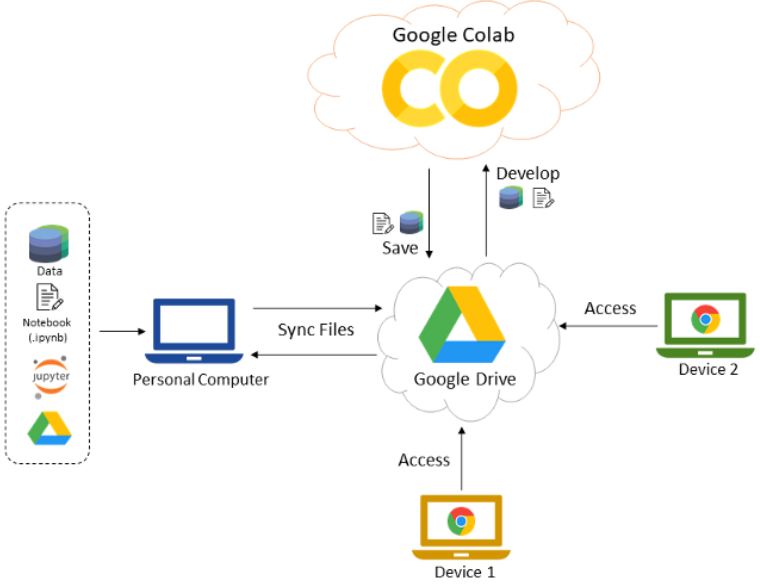 Google Colab
Develop
Save
Data
Notebook
(.ipynb)
jupyter
Personal Computer
Sync Files
Google Drive
Access
Device 2
Access
Device 1